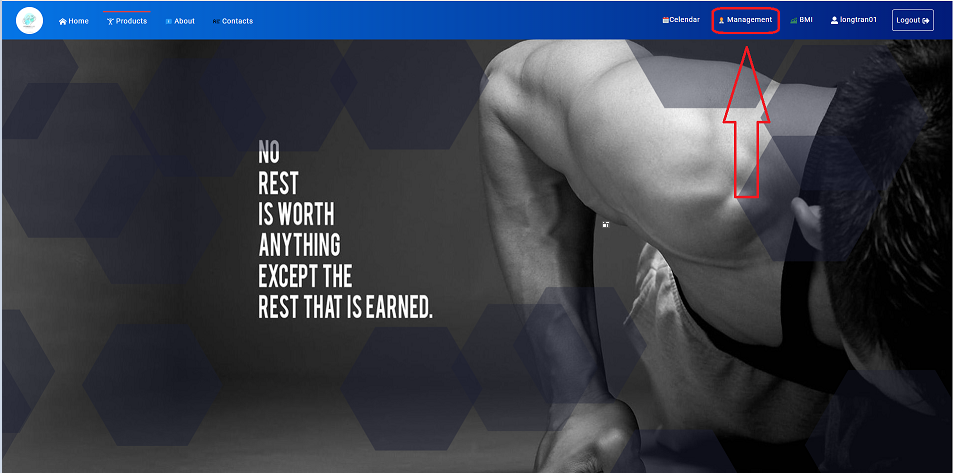 Home Products About Contacts Celendar Management BMI longtran01 Logout
NO
REST
IS WORTH
ANYTHING
EXCEPT THE
REST THAT IS EARNED.